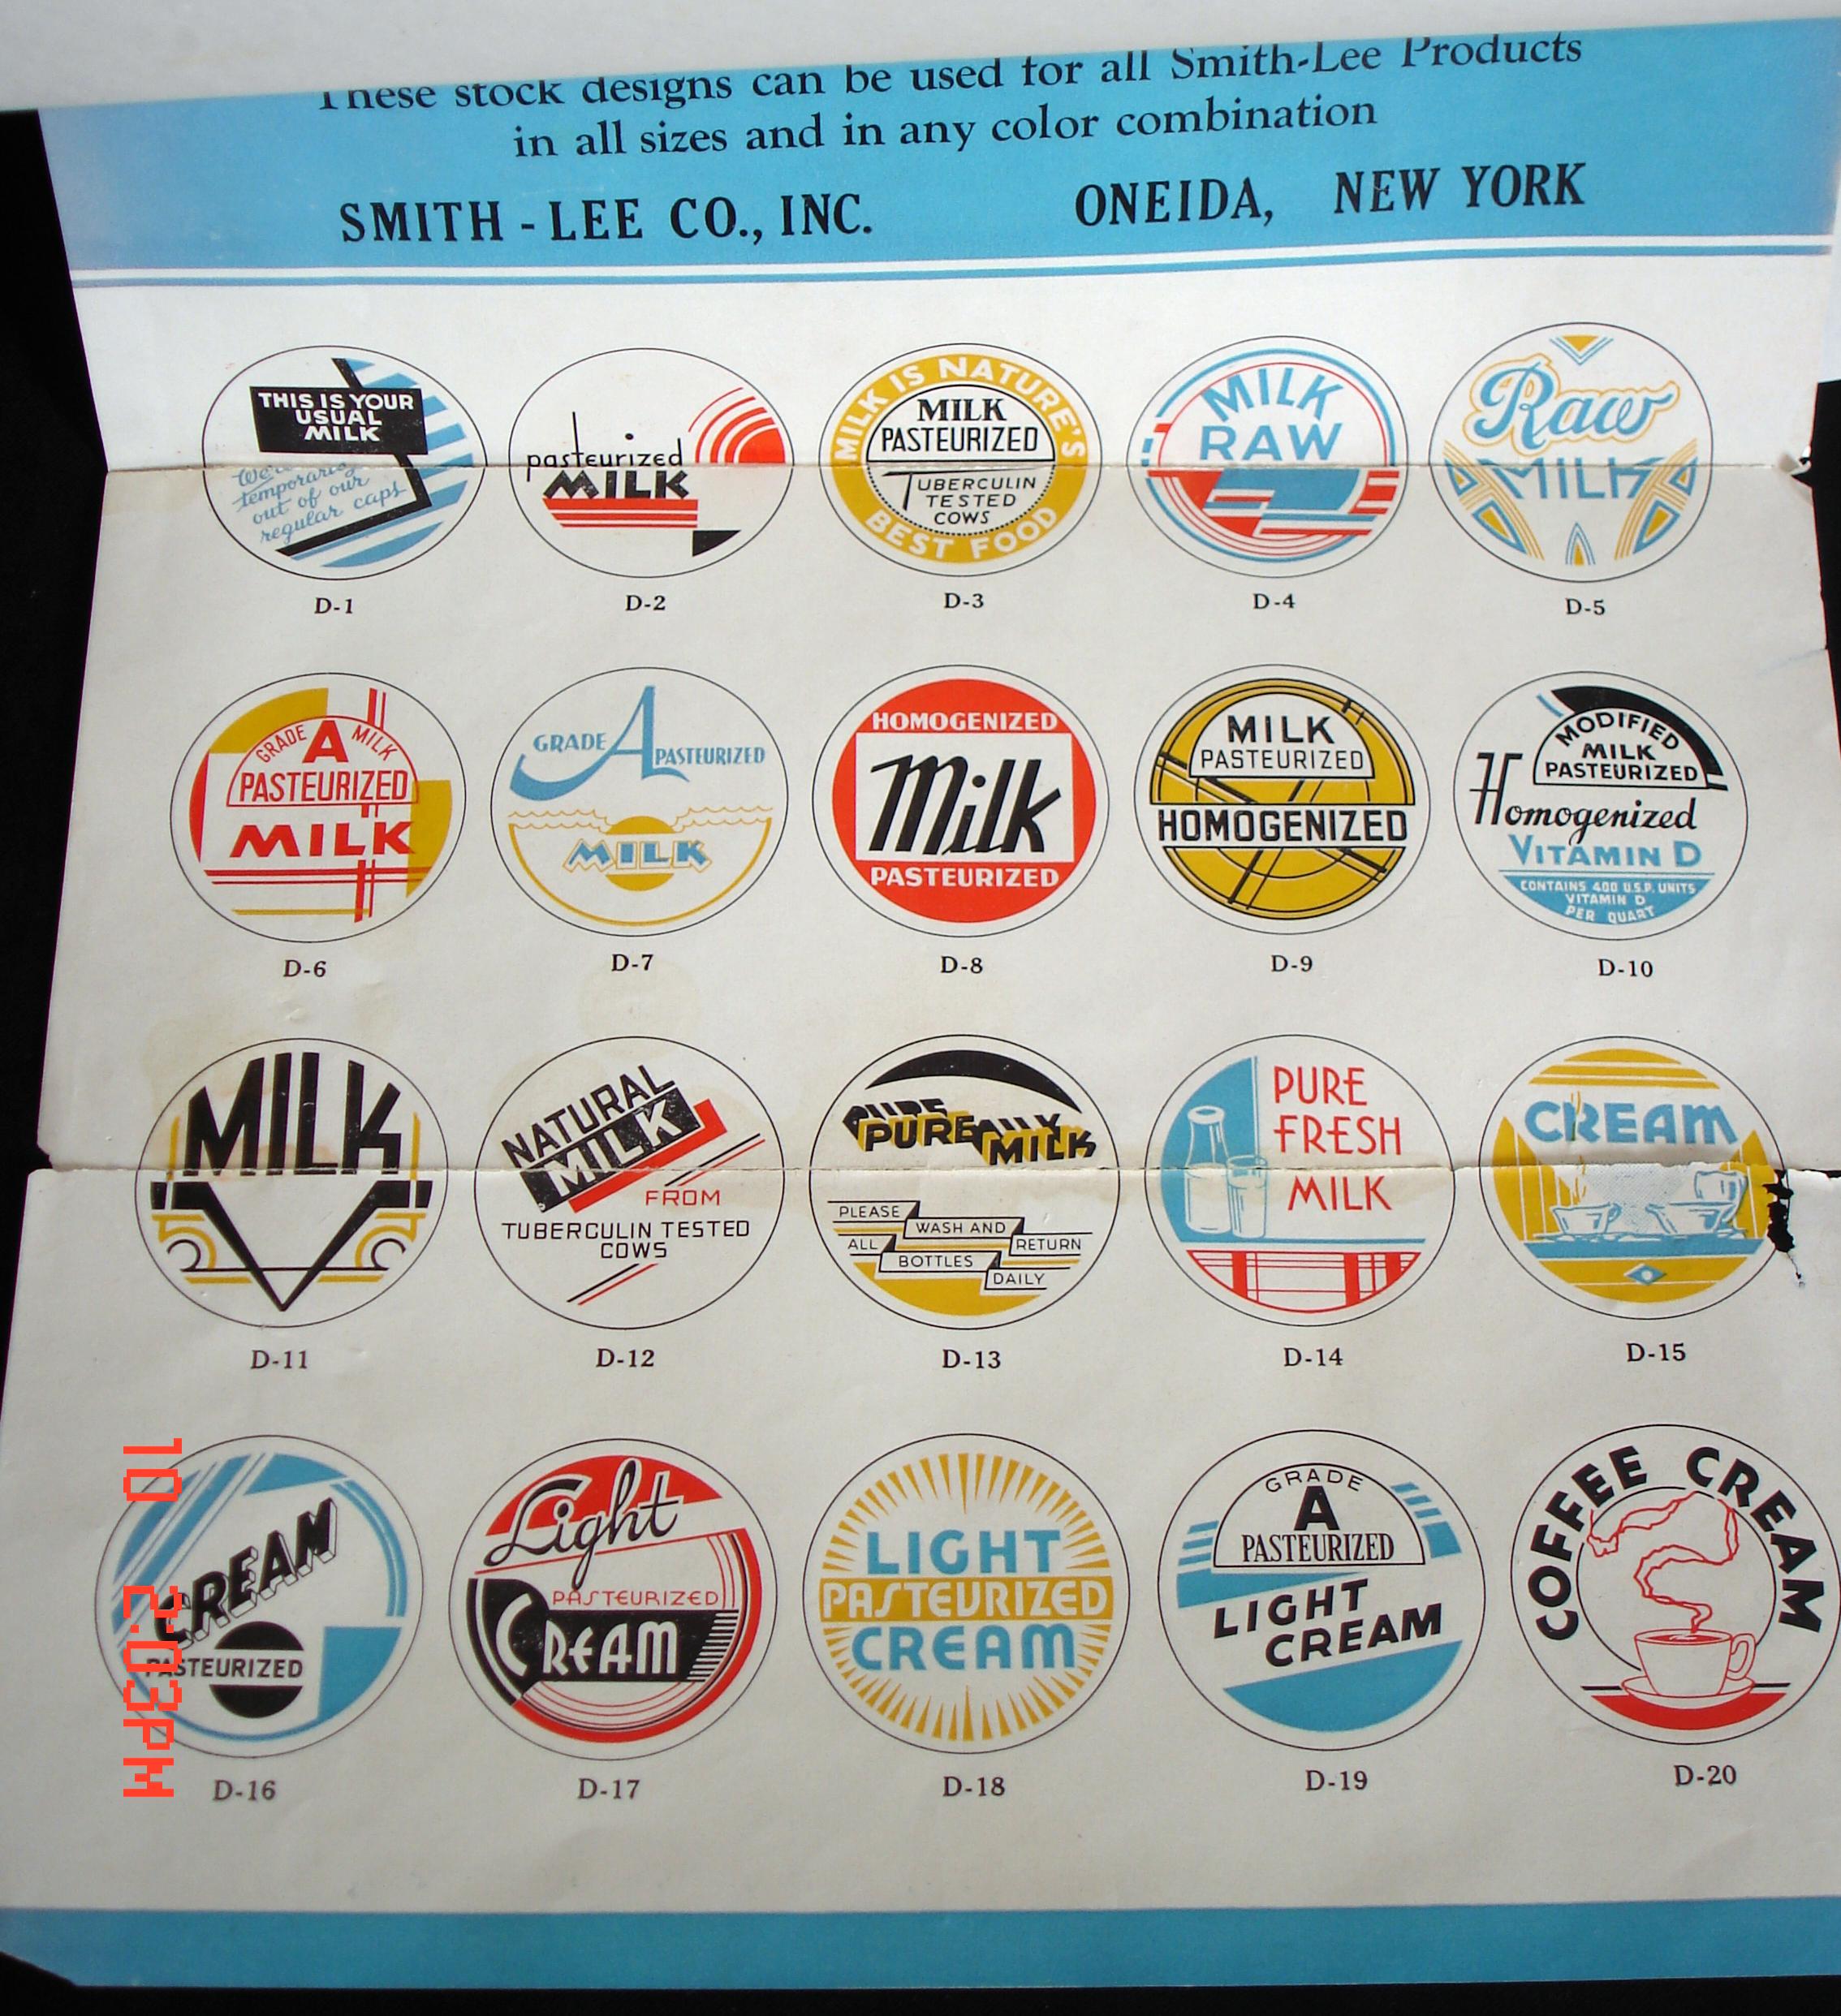 These stock designs can be used for all Smith-Lee Products
in all sizes and in any color combination
SMITH - LEE CO., INC. ONEIDA, NEW YORK
THIS IS YOUR
USUAL
MILK
We're
temporarily
out of our
regular caps
D-1
pasteurized
MILK
D-2
MILK IS NATURE'S
MILK
PASTEURIZED
TUBERCULIN
TESTED
COWS
BEST FOOD
D-3
MILK
RAW
D-4
Raw
MILK
D-5
GRADE A MILK
PASTEURIZED
MILK
D-6
GRADE A PASTEURIZED
MILK
D-7
HOMOGENIZED
Milk
PASTEURIZED
D-8
MILK
PASTEURIZED
HOMOGENIZED
D-9
MODIFIED
MILK
PASTEURIZED
Homogenized
VITAMIN D
CONTAINS 400 U.S.P. UNITS
VITAMIN D
PER QUART
D-10
MILK
D-11
NATURAL
MILK
FROM
TUBERCULIN TESTED
COWS
D-12
PURE MILK
PLEASE
WASH AND
ALL RETURN
BOTTLES
DAILY
D-13
PURE
FRESH
MILK
D-14
CREAM
D-15
CREAM
PASTEURIZED
D-16
Light
PASTEURIZED
CREAM
D-17
LIGHT
PASTEURIZED
CREAM
D-18
GRADE
A
PASTEURIZED
LIGHT
CREAM
D-19
COFFEE CREAM
D-20
10 2:03PM